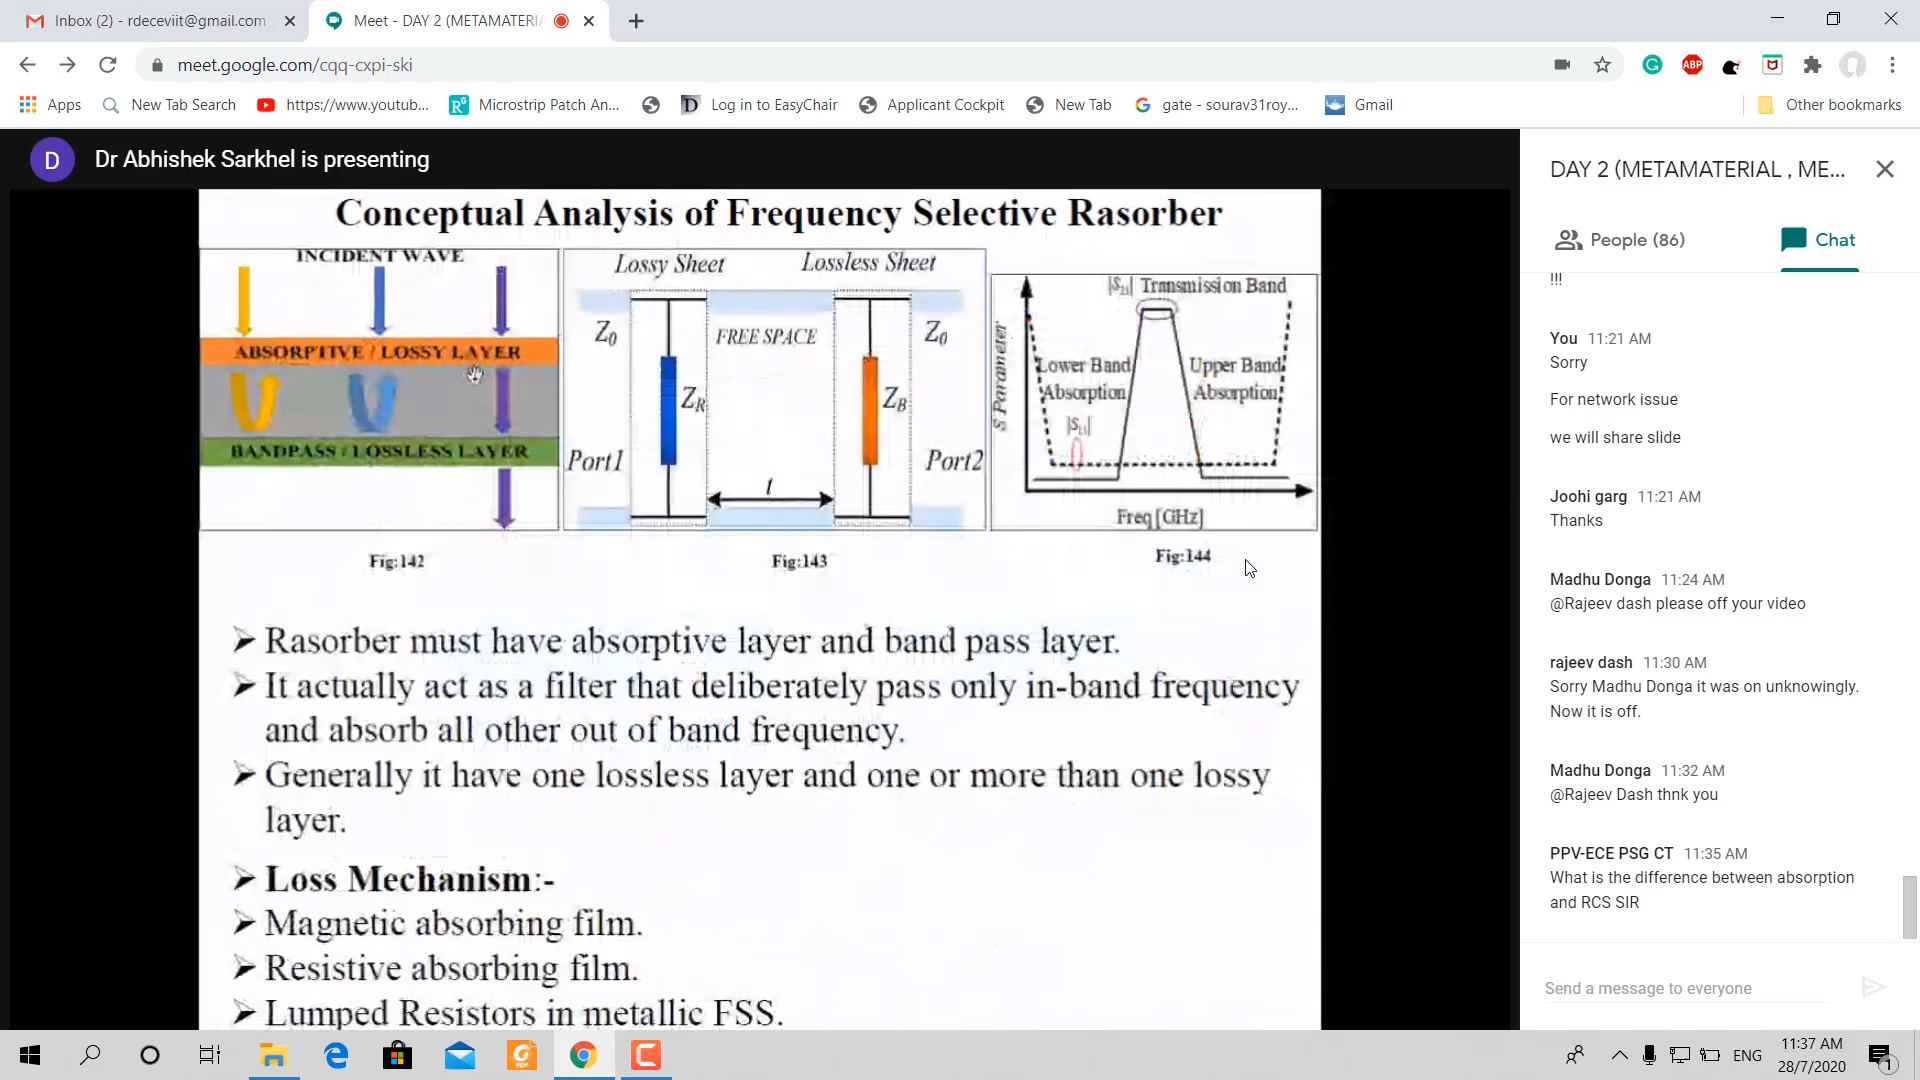 Inbox (2) - rdeceviit@gmail.com
Meet - DAY 2 (METAMATERIA
meet.google.com/cqq-cxpi-ski
Apps
New Tab Search
https://www.youtub...
Microstrip Patch An...
Log in to EasyChair
Applicant Cockpit
New Tab
gate - sourav31roy...
Gmail
Other bookmarks
D
Dr Abhishek Sarkhel is presenting
Conceptual Analysis of Frequency Selective Rasorber
INCIDENT WAVE
ABSORPTIVE / LOSSY LAYER
BANDPASS / LOSSLESS LAYER
Fig:142
Lossy Sheet
Lossless Sheet
Z0
FREE SPACE
Z0
ZR
ZB
Port1
Port2
l
Fig:143
|S21| Transmission Band
S Parameter
Lower Band Absorption
Upper Band Absorption
|S11|
Freq[GHz]
Fig:144
➢ Rasorber must have absorptive layer and band pass layer.
➢ It actually act as a filter that deliberately pass only in-band frequency
and absorb all other out of band frequency.
➢ Generally it have one lossless layer and one or more than one lossy
layer.
➢ Loss Mechanism:-
➢ Magnetic absorbing film.
➢ Resistive absorbing film.
➢ Lumped Resistors in metallic FSS.
DAY 2 (METAMATERIAL , ME...
People (86)
Chat
!!!
You 11:21 AM
Sorry
For network issue
we will share slide
Joohi garg 11:21 AM
Thanks
Madhu Donga 11:24 AM
@Rajeev dash please off your video
rajeev dash 11:30 AM
Sorry Madhu Donga it was on unknowingly.
Now it is off.
Madhu Donga 11:32 AM
@Rajeev Dash thnk you
PPV-ECE PSG CT 11:35 AM
What is the difference between absorption
and RCS SIR
Send a message to everyone
ENG
11:37 AM
28/7/2020
1